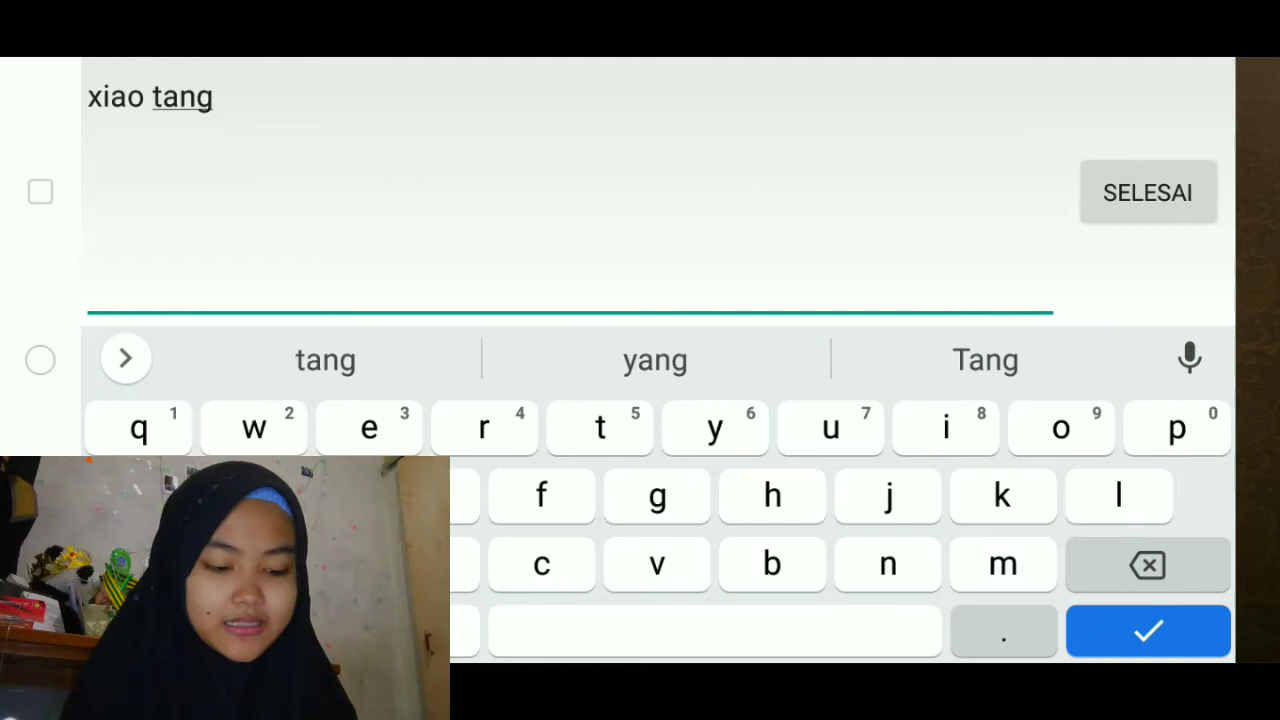 xiao tang
SELESAI
tang yang Tang
q 1 w 2 e 3 r 4 t 5 y 6 u 7 i 8 o 9 p 0
f g h j k l
c v b n m
.